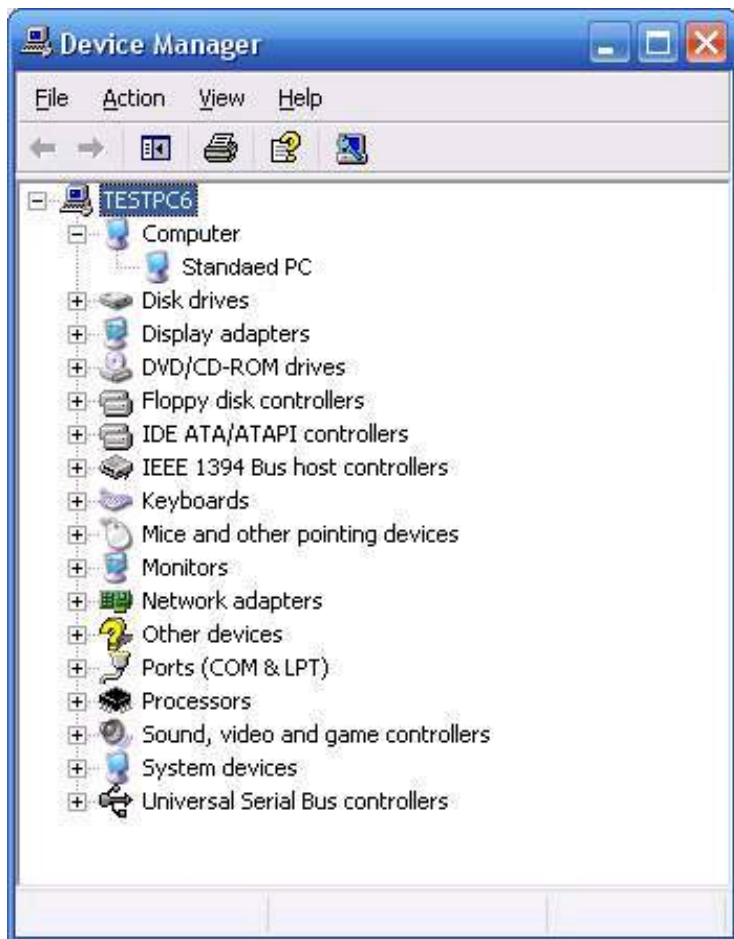 Device Manager
File Action View Help
TESTPC6
Computer
Standaed PC
Disk drives
Display adapters
DVD/CD-ROM drives
Floppy disk controllers
IDE ATA/ATAPI controllers
IEEE 1394 Bus host controllers
Keyboards
Mice and other pointing devices
Monitors
Network adapters
Other devices
Ports (COM & LPT)
Processors
Sound, video and game controllers
System devices
Universal Serial Bus controllers